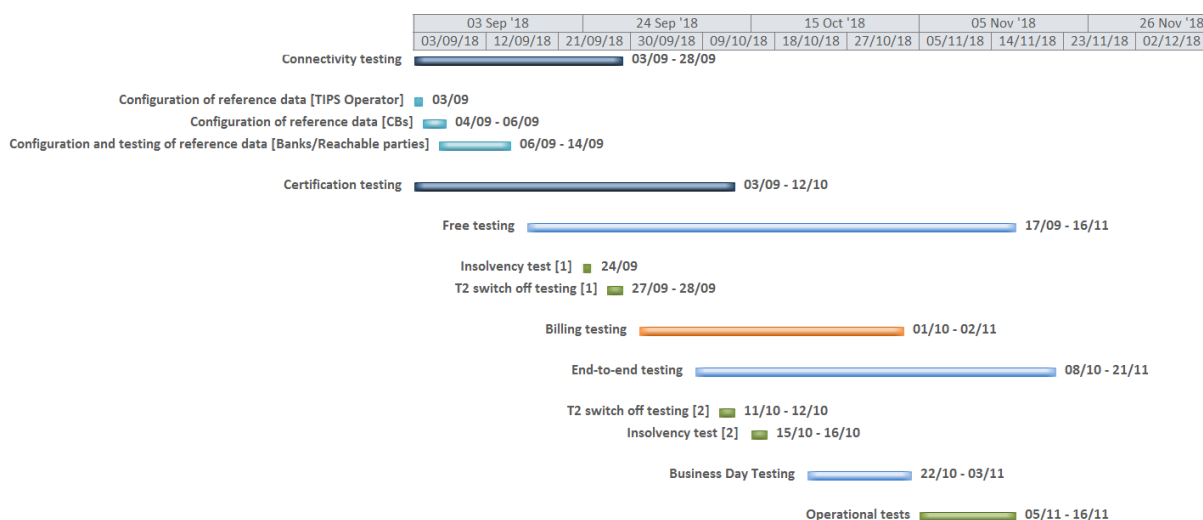 03 Sep '18 24 Sep '18 15 Oct '18 05 Nov '18 26 Nov '18
03/09/18 12/09/18 21/09/18 30/09/18 09/10/18 18/10/18 27/10/18 05/11/18 14/11/18 23/11/18 02/12/18
Connectivity testing 03/09 - 28/09
Configuration of reference data [TIPS Operator] 03/09
Configuration of reference data [CBs] 04/09 - 06/09
Configuration and testing of reference data [Banks/Reachable parties] 06/09 - 14/09
Certification testing 03/09 - 12/10
Free testing 17/09 - 16/11
Insolvency test [1] 24/09
T2 switch off testing [1] 27/09 - 28/09
Billing testing 01/10 - 02/11
End-to-end testing 08/10 - 21/11
T2 switch off testing [2] 11/10 - 12/10
Insolvency test [2] 15/10 - 16/10
Business Day Testing 22/10 - 03/11
Operational tests 05/11 - 16/11